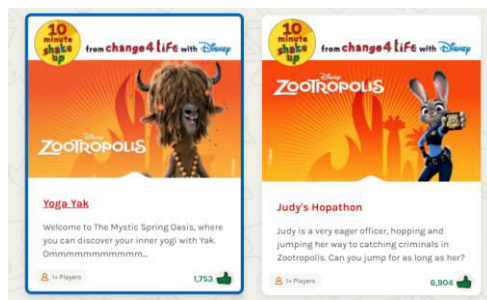 10
minute
shake
up
from change4life with Disney
Disney
ZOOTROPOLIS
Yoga Yak
Welcome to The Mystic Spring Oasis, where
you can discover your inner yogi with Yak.
Ommmmmmmmmmm...
1+ Players
1,753
10
minute
shake
up
from change4life with Disney
Disney
ZOOTROPOLIS
Judy's Hopathon
Judy is a very eager officer, hopping and
jumping her way to catching criminals in
Zootropolis. Can you jump for as long as her?
1+ Players
6,904